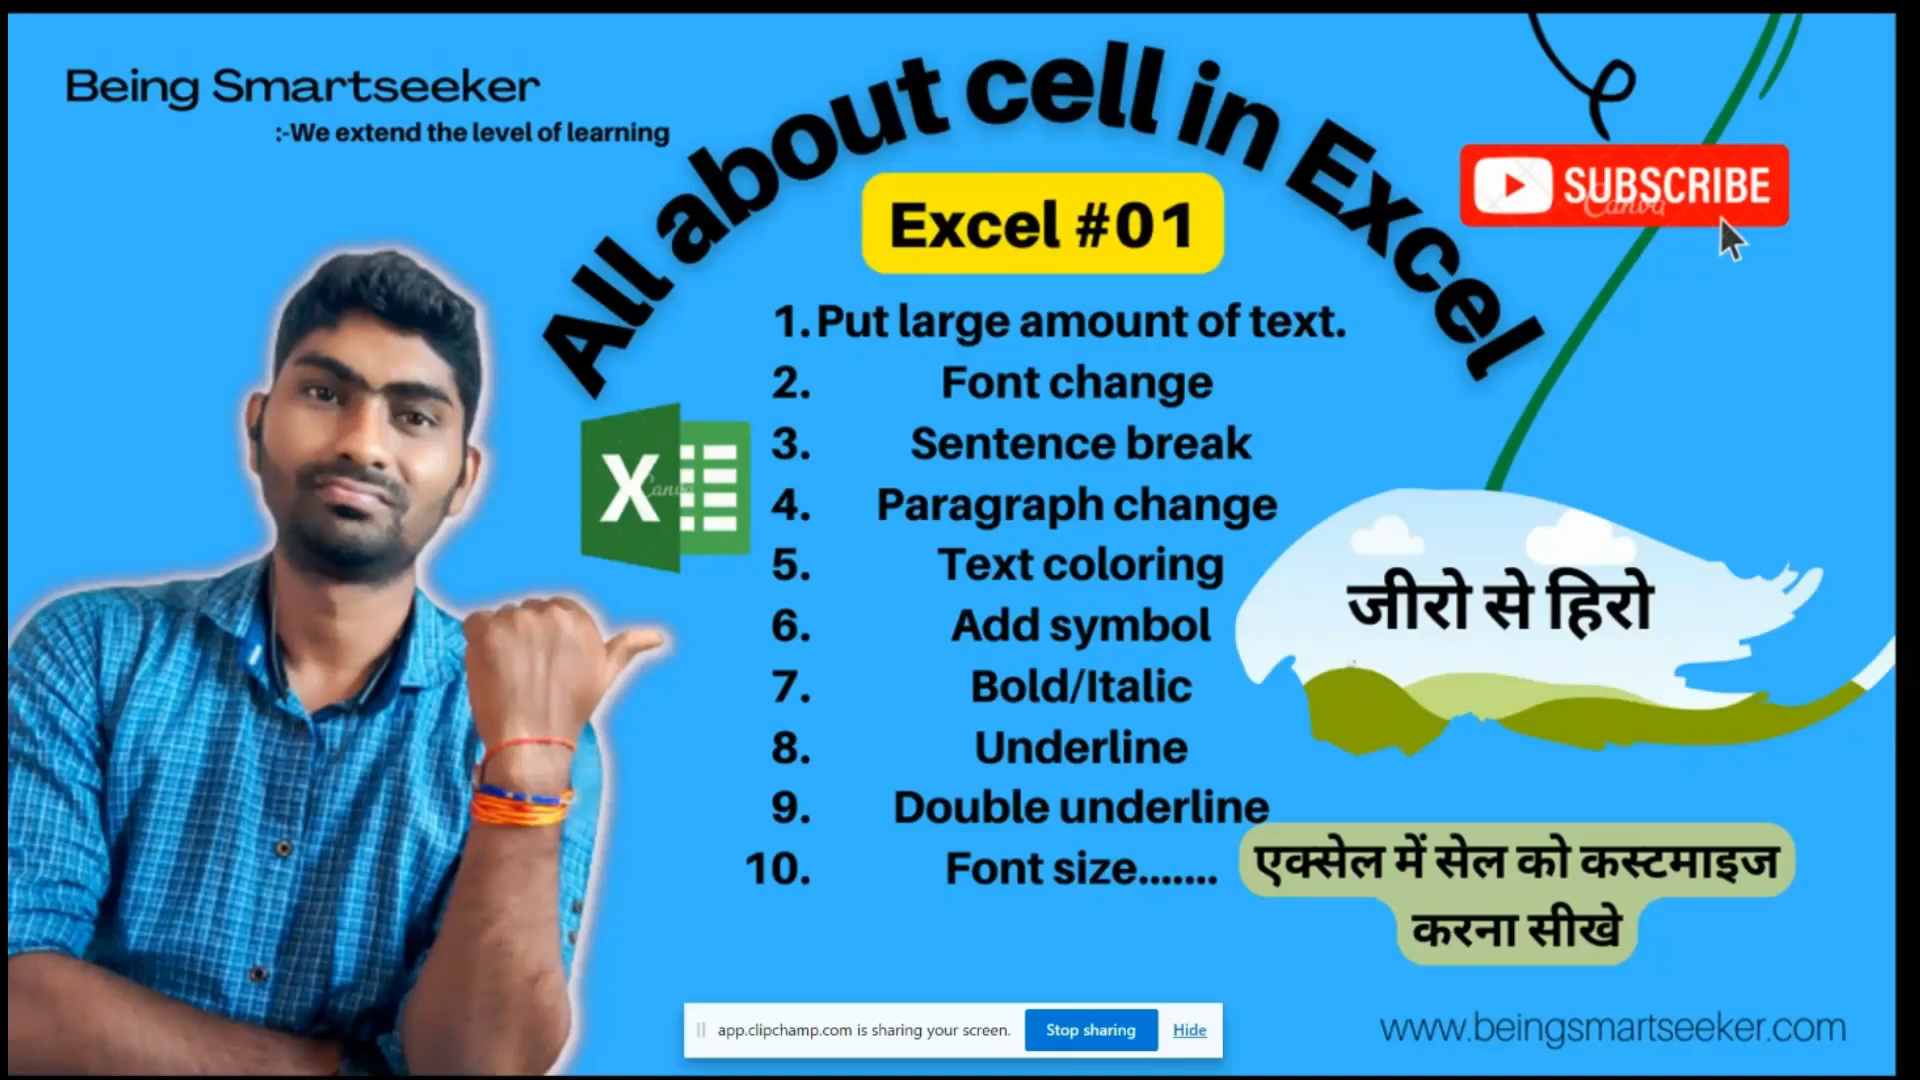 Being Smartseeker
:-We extend the level of learning
All about cell in Excel
Excel #01
SUBSCRIBE
Canva
1. Put large amount of text.
2. Font change
3. Sentence break
4. Paragraph change
5. Text coloring
6. Add symbol
7. Bold/Italic
8. Underline
9. Double underline
10. Font size.......
X
Canva
जीरो से हिरो
एक्सेल में सेल को कस्टमाइज
करना सीखे
app.clipchamp.com is sharing your screen. Stop sharing Hide
www.beingsmartseeker.com